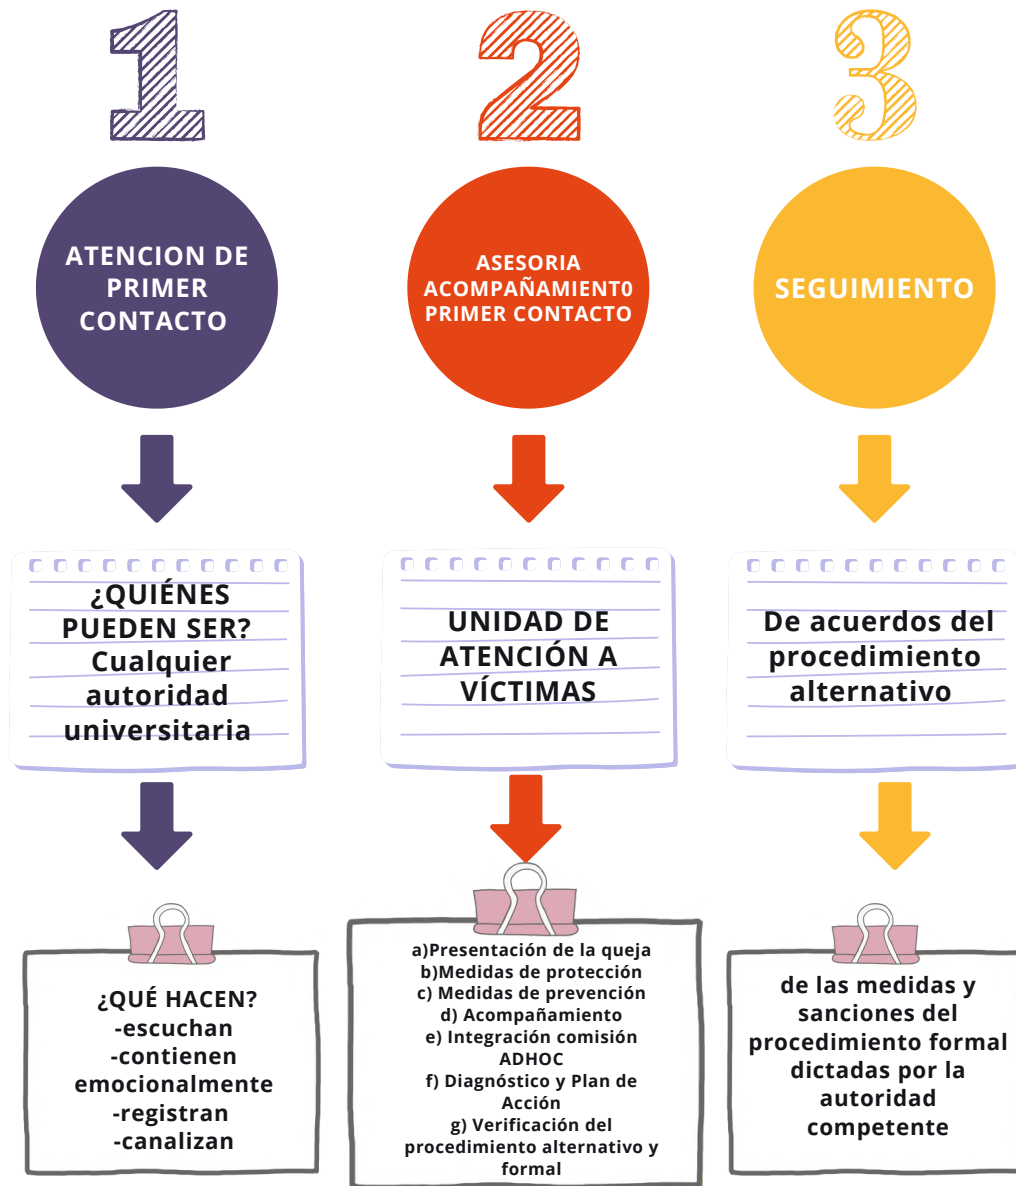 1
ATENCION DE
PRIMER
CONTACTO
¿QUIÉNES
PUEDEN SER?
Cualquier
autoridad
universitaria
¿QUÉ HACEN?
-escuchan
-contienen
emocionalmente
-registran
-canalizan
2
ASESORIA
ACOMPAÑAMIENT0
PRIMER CONTACTO
UNIDAD DE
ATENCIÓN A
VÍCTIMAS
a)Presentación de la queja
b)Medidas de protección
c) Medidas de prevención
d) Acompañamiento
e) Integración comisión
ADHOC
f) Diagnóstico y Plan de
Acción
g) Verificación del
procedimiento alternativo y
formal
3
SEGUIMIENTO
De acuerdos del
procedimiento
alternativo
de las medidas y
sanciones del
procedimiento formal
dictadas por la
autoridad
competente